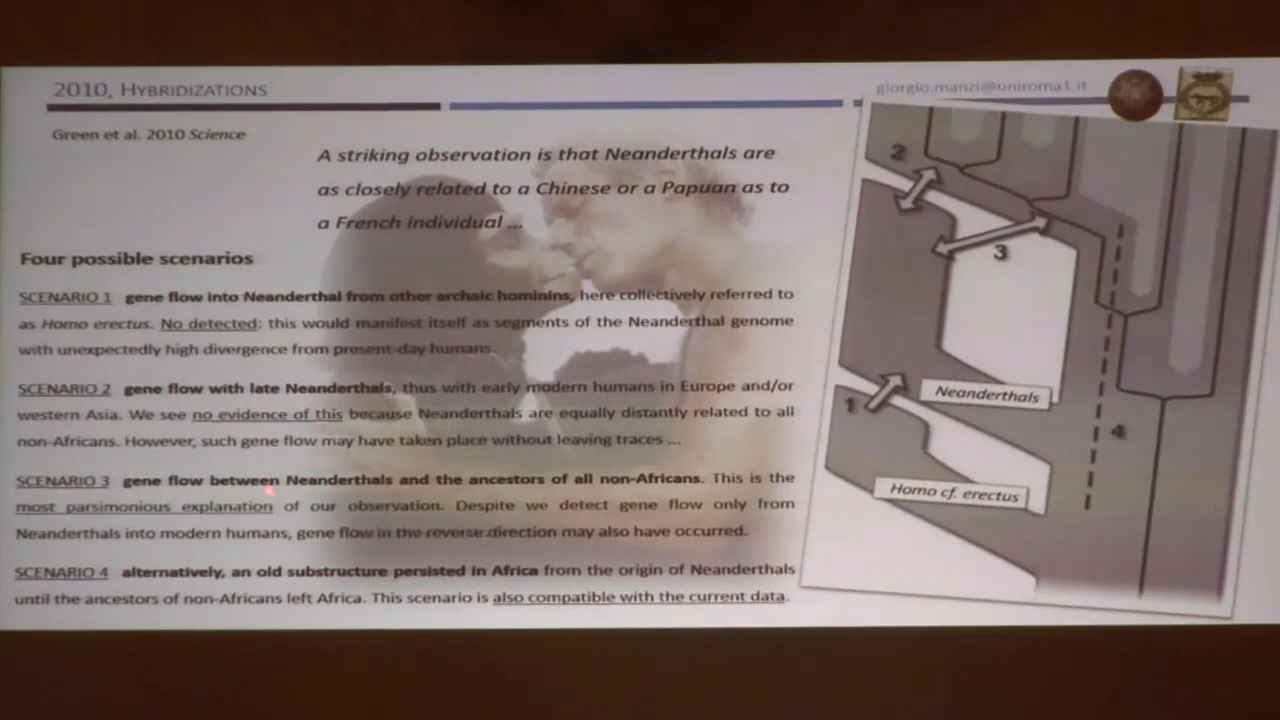 2010, HYBRIDIZATIONS
giorgio.manzi@uniroma1.it
Green et al. 2010 Science
A striking observation is that Neanderthals are
as closely related to a Chinese or a Papuan as to
a French individual ...
Four possible scenarios
SCENARIO 1 gene flow into Neanderthal from other archaic hominins, here collectively referred to
as Homo erectus. No detected: this would manifest itself as segments of the Neanderthal genome
with unexpectedly high divergence from present-day humans.
SCENARIO 2 gene flow with late Neanderthals, thus with early modern humans in Europe and/or
western Asia. We see no evidence of this because Neanderthals are equally distantly related to all
non-Africans. However, such gene flow may have taken place without leaving traces ...
SCENARIO 3 gene flow between Neanderthals and the ancestors of all non-Africans. This is the
most parsimonious explanation of our observation. Despite we detect gene flow only from
Neanderthals into modern humans, gene flow in the reverse direction may also have occurred.
SCENARIO 4 alternatively, an old substructure persisted in Africa from the origin of Neanderthals
until the ancestors of non-Africans left Africa. This scenario is also compatible with the current data.
2
3
Neanderthals
1
4
Homo cf. erectus